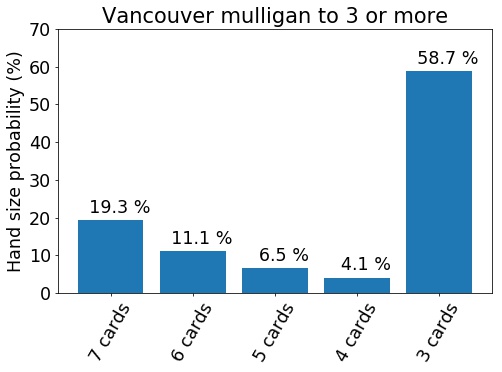 Vancouver mulligan to 3 or more
Hand size probability (%)
70
60
50
40
30
20
10
0
19.3 %
11.1 %
6.5 %
4.1 %
58.7 %
7 cards
6 cards
5 cards
4 cards
3 cards